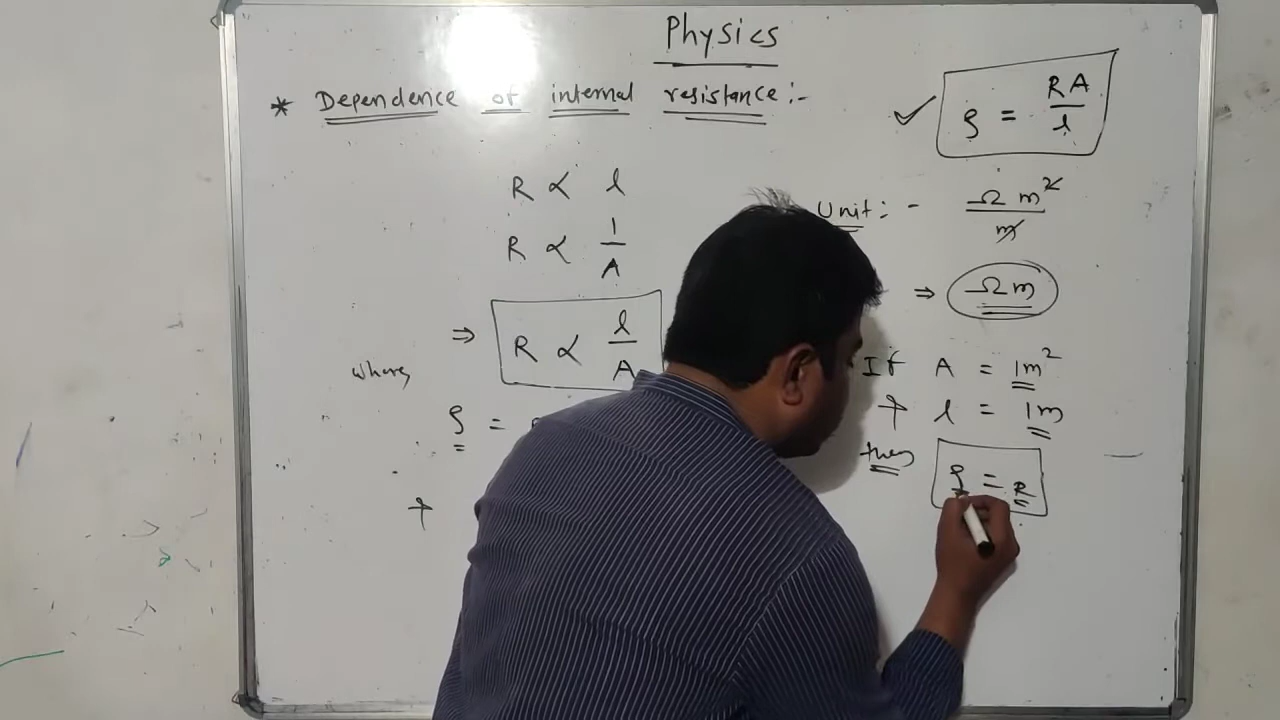 Physics
* Dependence of internal resistance :-
R ∝ l
R ∝ 1/A
⇒ R ∝ l/A
where,
ρ =
+
✓ ρ = RA/l
Unit :- Ω m²/m
⇒ Ω m
If A = 1m²
+ l = 1m
then ρ = R